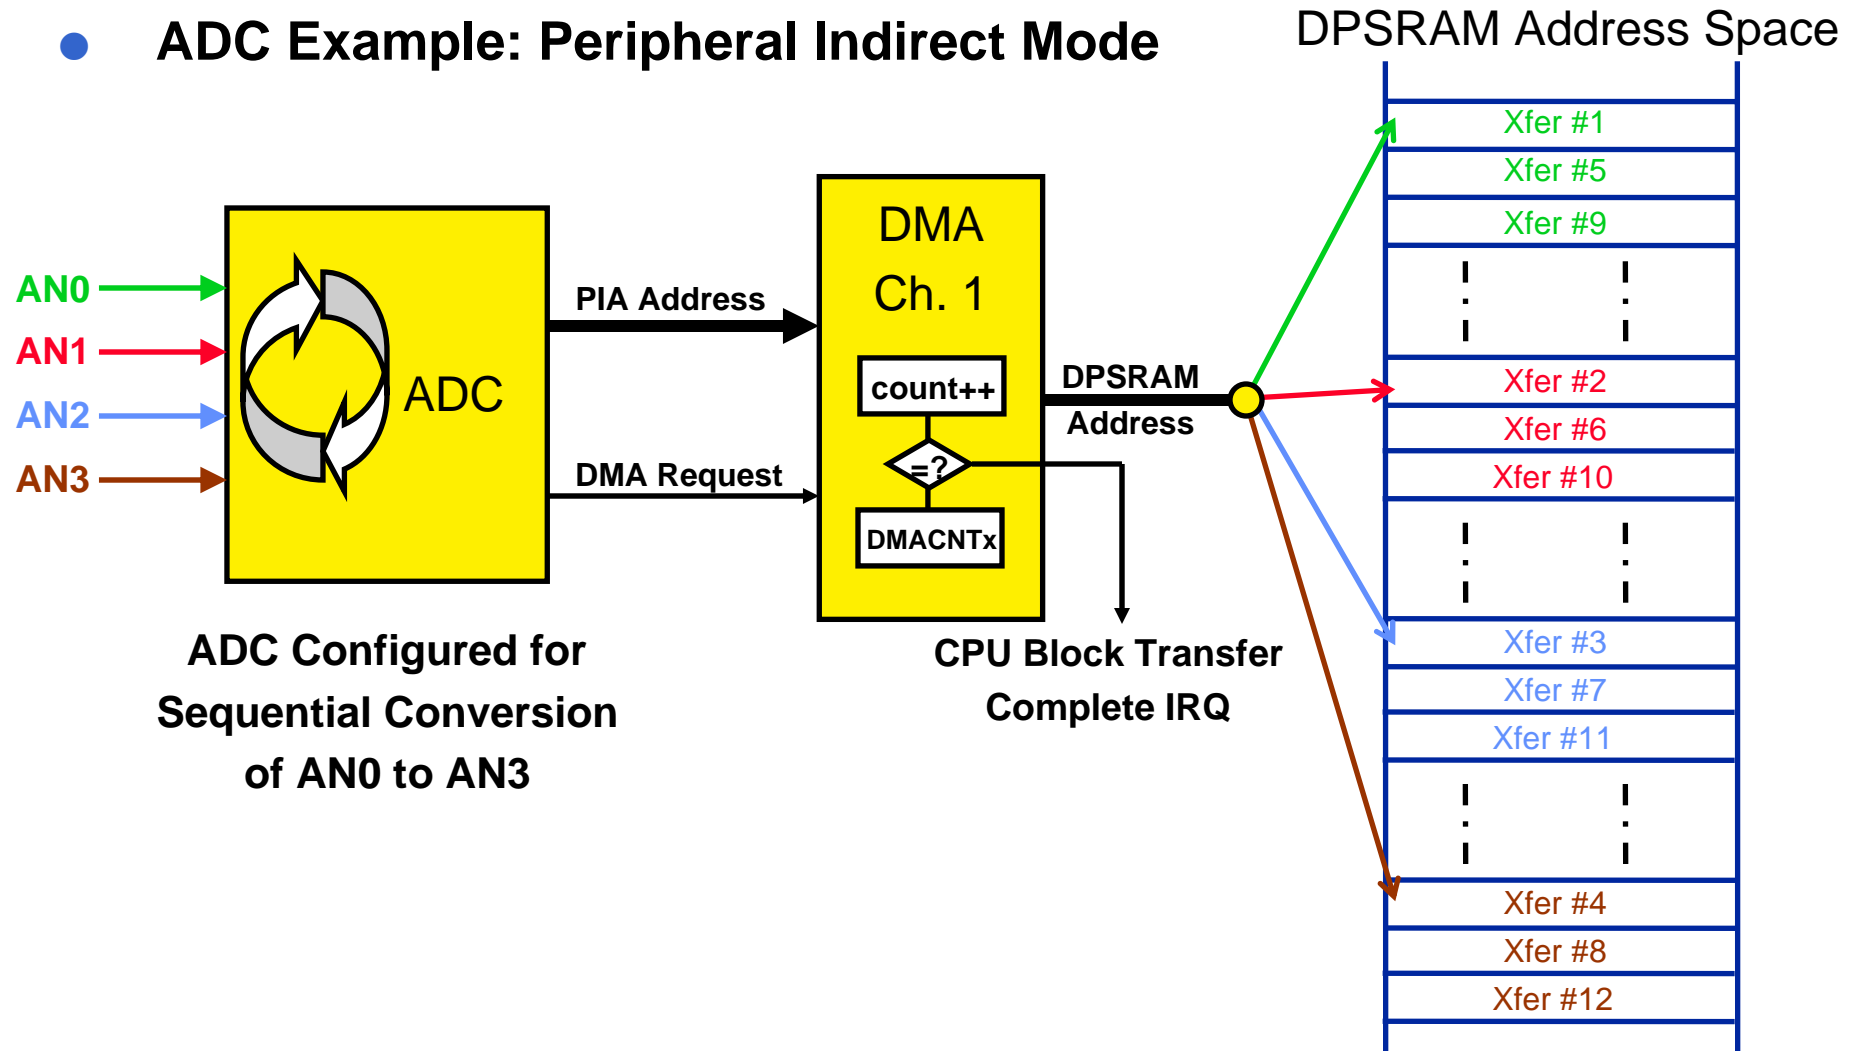 ADC Example: Peripheral Indirect Mode
DPSRAM Address Space
AN0
AN1
AN2
AN3
ADC
PIA Address
DMA Request
DMA
Ch. 1
count++
=?
DMACNTx
DPSRAM
Address
CPU Block Transfer
Complete IRQ
ADC Configured for
Sequential Conversion
of AN0 to AN3
Xfer #1
Xfer #5
Xfer #9
Xfer #2
Xfer #6
Xfer #10
Xfer #3
Xfer #7
Xfer #11
Xfer #4
Xfer #8
Xfer #12